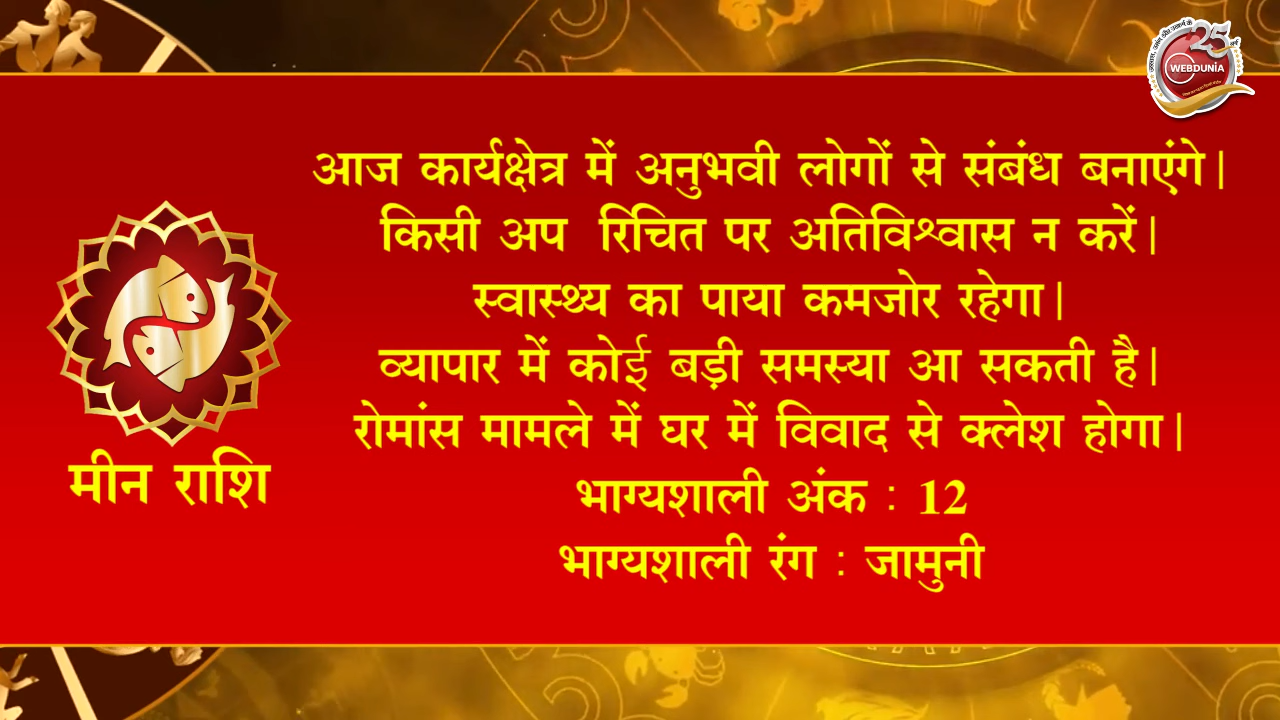 WEBDUNIA
25
आज कार्यक्षेत्र में अनुभवी लोगों से संबंध बनाएंगे|
किसी अप रिचित पर अतिविश्वास न करें|
स्वास्थ्य का पाया कमजोर रहेगा|
व्यापार में कोई बड़ी समस्या आ सकती है|
रोमांस मामले में घर में विवाद से क्लेश होगा|
भाग्यशाली अंक : 12
भाग्यशाली रंग : जामुनी
मीन राशि